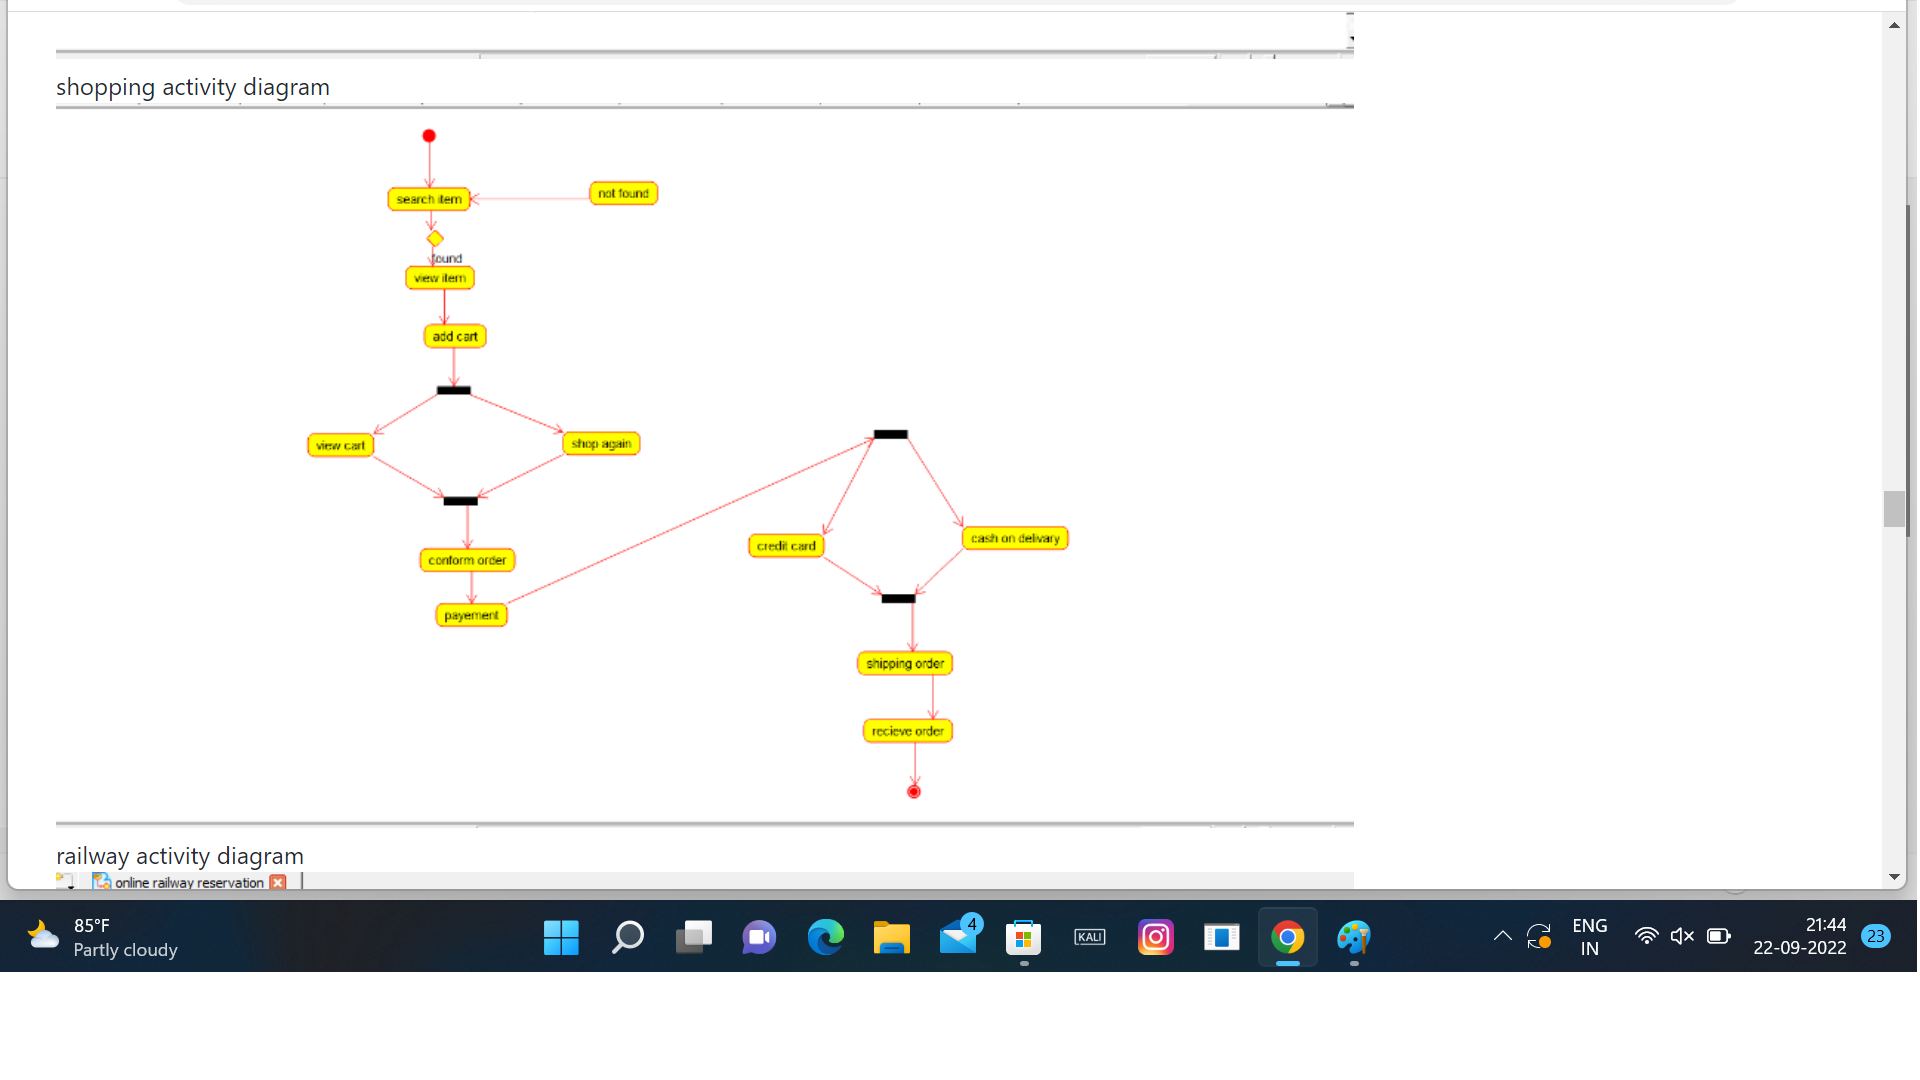 shopping activity diagram
search item
not found
found
view item
add cart
view cart
shop again
conform order
payement
credit card
cash on delivary
shipping order
recieve order
railway activity diagram
online railway reservation
85°F
Partly cloudy
4
KALI
ENG
IN
21:44
22-09-2022
23